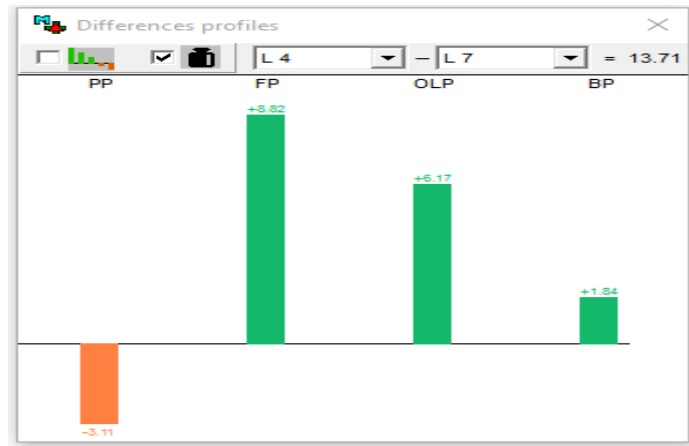 Differences profiles
L 4 – L 7 = 13.71
PP FP OLP BP
+8.82
+6.17
+1.84
–3.11